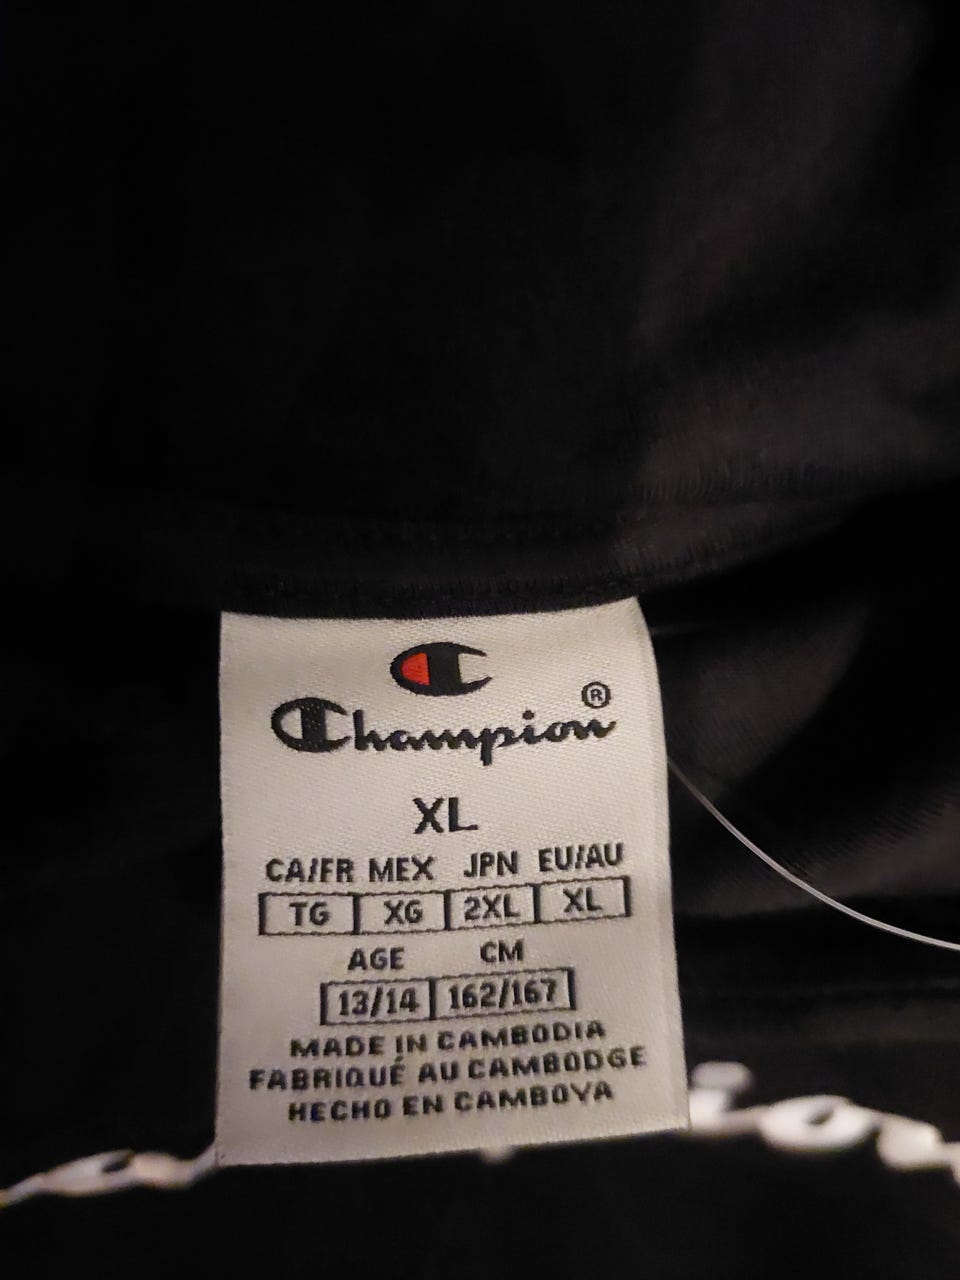 Champion®
XL
CA/FR MEX JPN EU/AU
TG XG 2XL XL
AGE CM
13/14 162/167
MADE IN CAMBODIA
FABRIQUÉ AU CAMBODGE
HECHO EN CAMBOYA